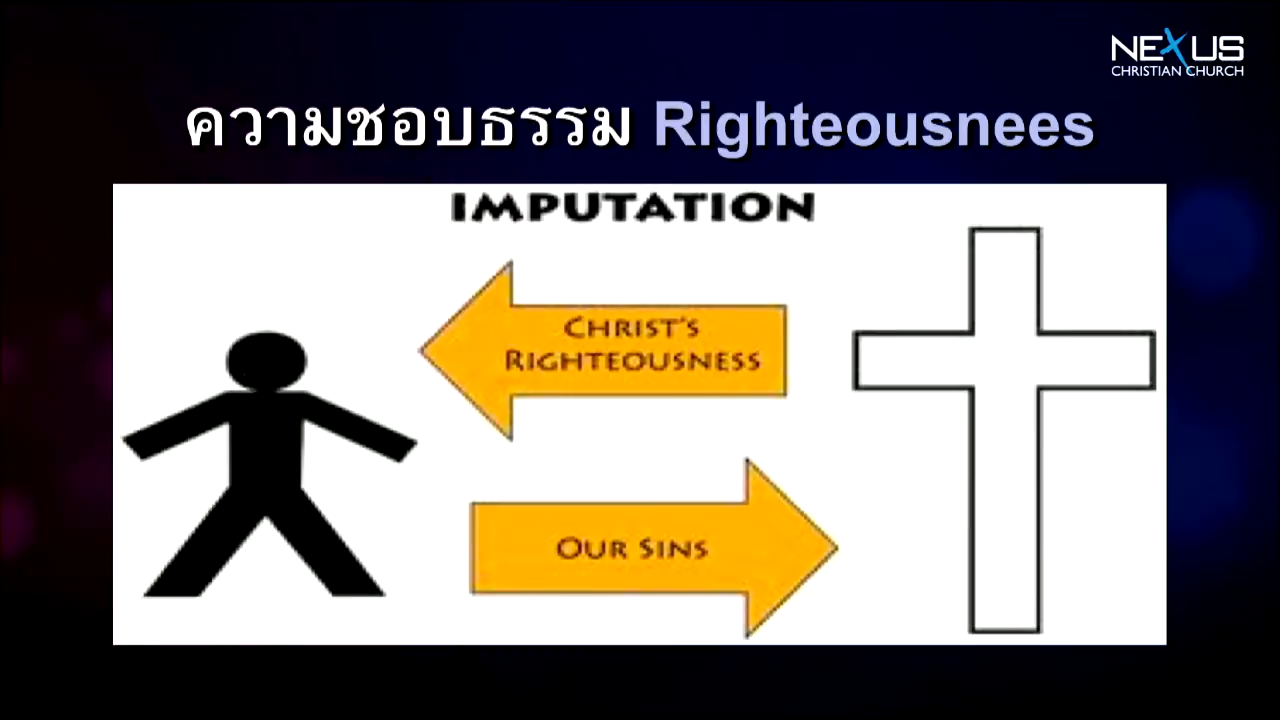 NEXUS
CHRISTIAN CHURCH
ความชอบธรรม Righteousnees
IMPUTATION
CHRIST'S
RIGHTEOUSNESS
OUR SINS